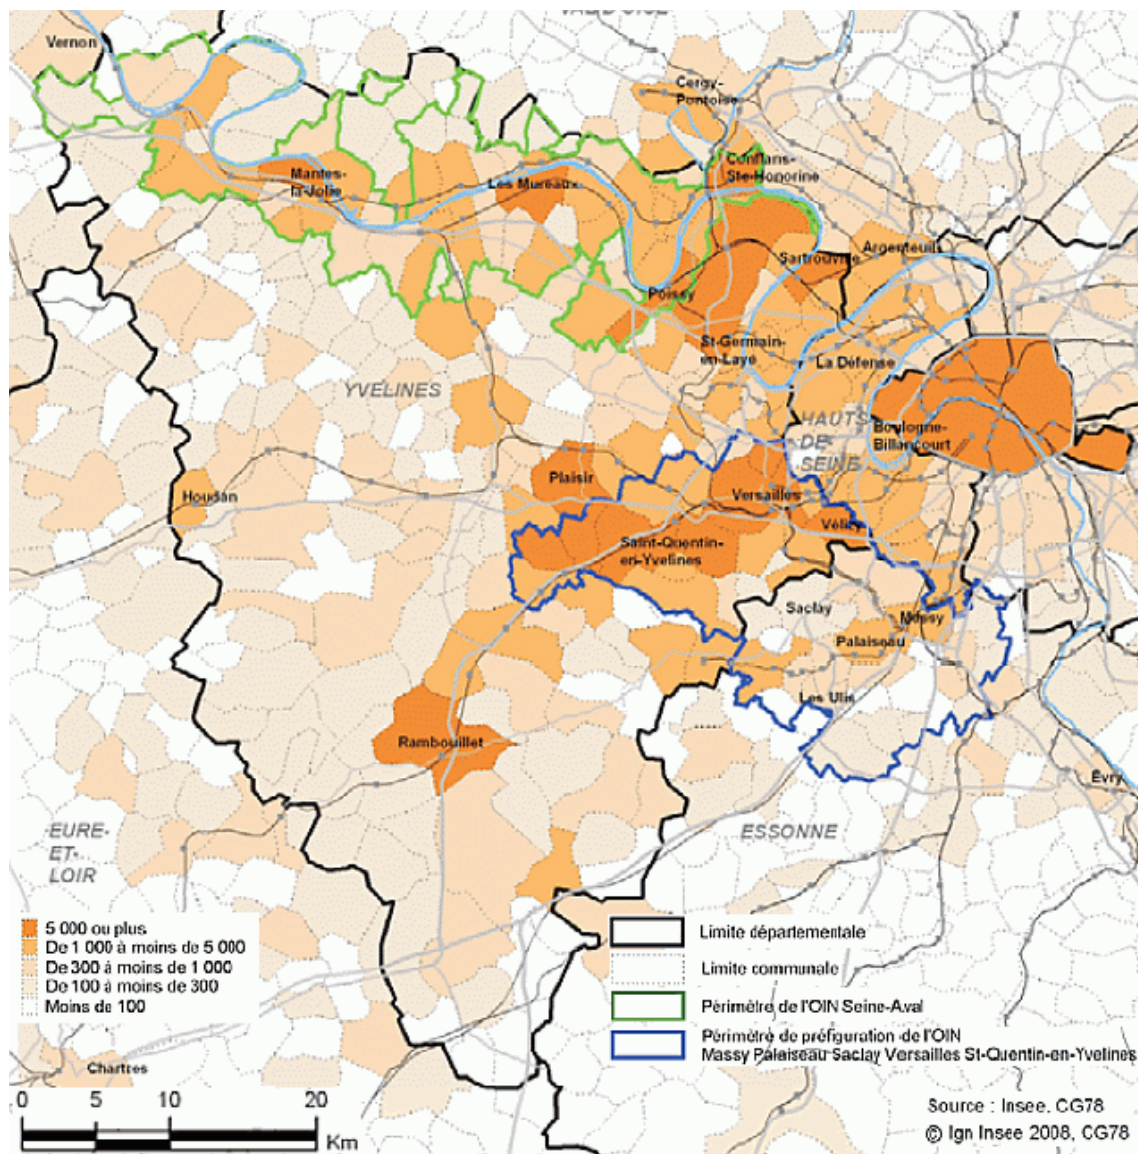 Vernon
Cergy-
Pontoise
Conflans-
Ste-Honorine
Mantes-
la-Jolie
Les Mureaux
Argenteuil
Sartrouville
Poissy
St-Germain-
en-Laye
La Défense
YVELINES
HAUTS
DE-
SEINE
Boulogne-
Billancourt
Plaisir
Houdan
Versailles
Vélizy
Saint-Quentin-
en-Yvelines
Saclay
Massy
Palaiseau
Les Ulis
Rambouillet
Évry
EURE-
ET-
LOIR
ESSONNE
Chartres
5 000 ou plus
De 1 000 à moins de 5 000
De 300 à moins de 1 000
De 100 à moins de 300
Moins de 100
Limite départementale
Limite communale
Périmètre de l'OIN Seine-Aval
Périmètre de préfiguration de l'OIN
Massy Palaiseau Saclay Versailles St-Quentin-en-Yvelines
0 5 10 20
Km
Source : Insee, CG78
© Ign Insee 2008, CG78